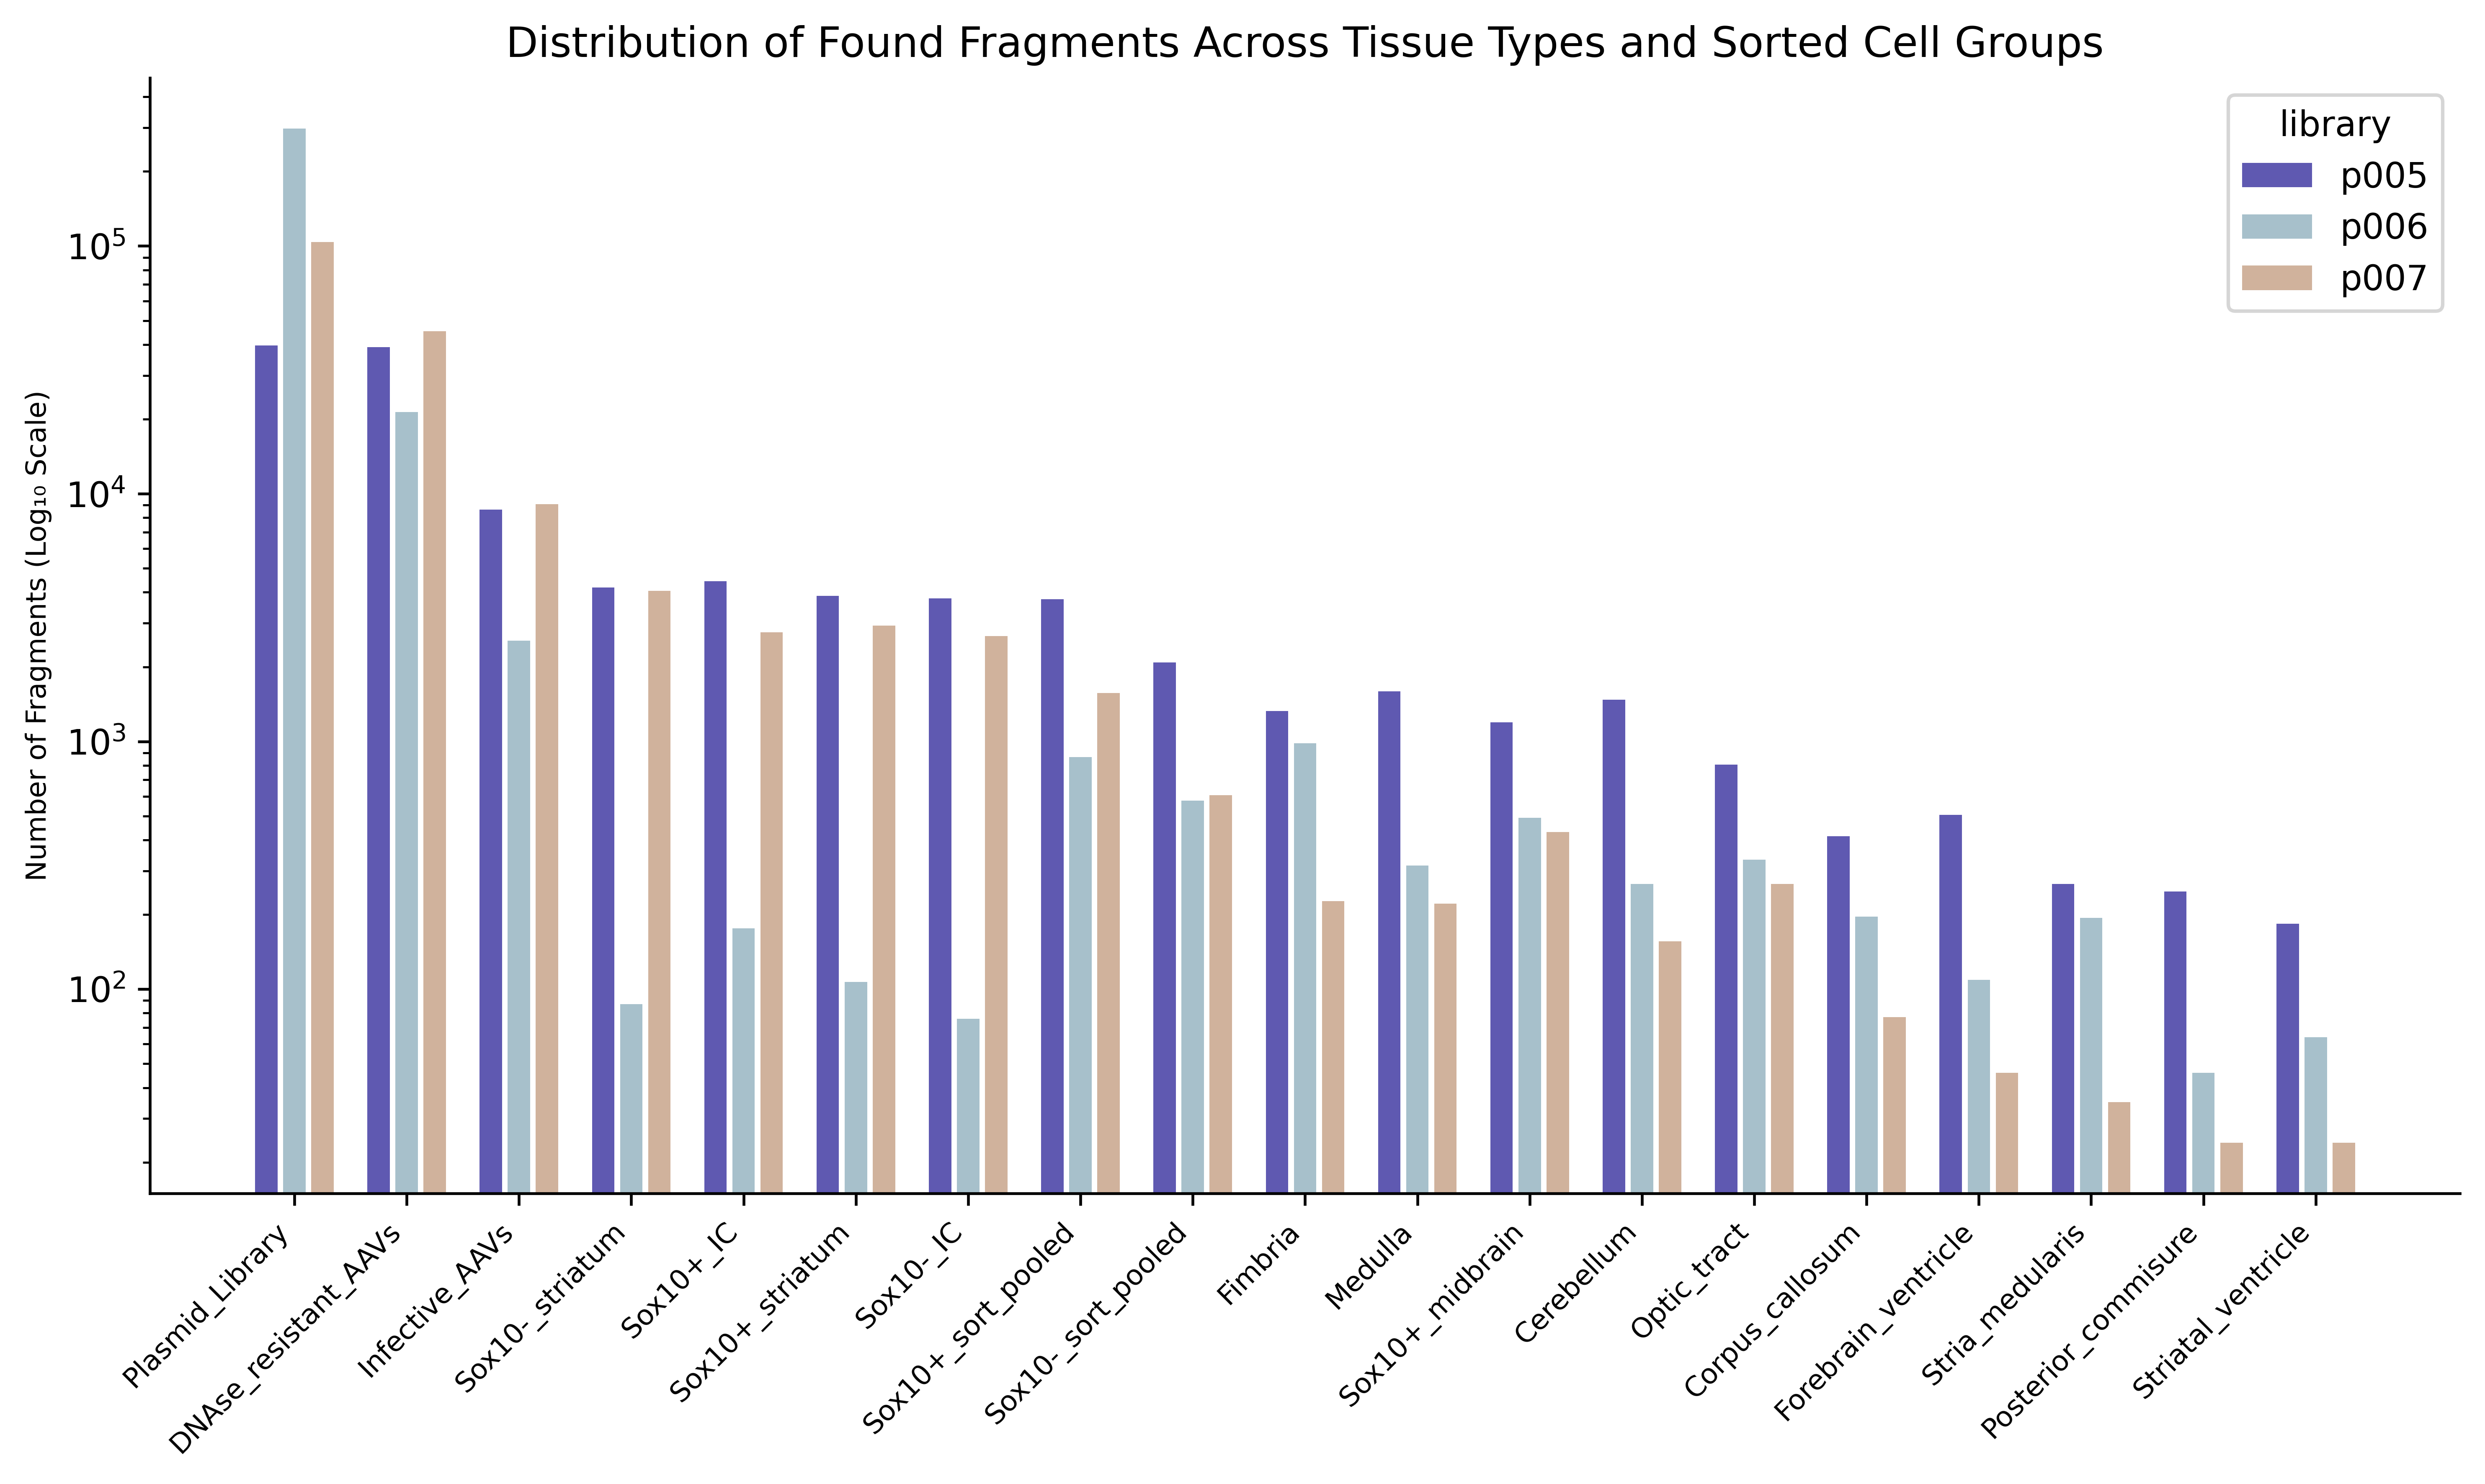 Distribution of Found Fragments Across Tissue Types and Sorted Cell Groups
Number of Fragments (Log₁₀ Scale)
10⁵
10⁴
10³
10²
library
p005
p006
p007
Plasmid_Library
DNAse_resistant_AAVs
Infective_AAVs
Sox10-_striatum
Sox10+_IC
Sox10+_striatum
Sox10-_IC
Sox10+_sort_pooled
Sox10-_sort_pooled
Fimbria
Medulla
Sox10+_midbrain
Cerebellum
Optic_tract
Corpus_callosum
Forebrain_ventricle
Stria_medularis
Posterior_commisure
Striatal_ventricle